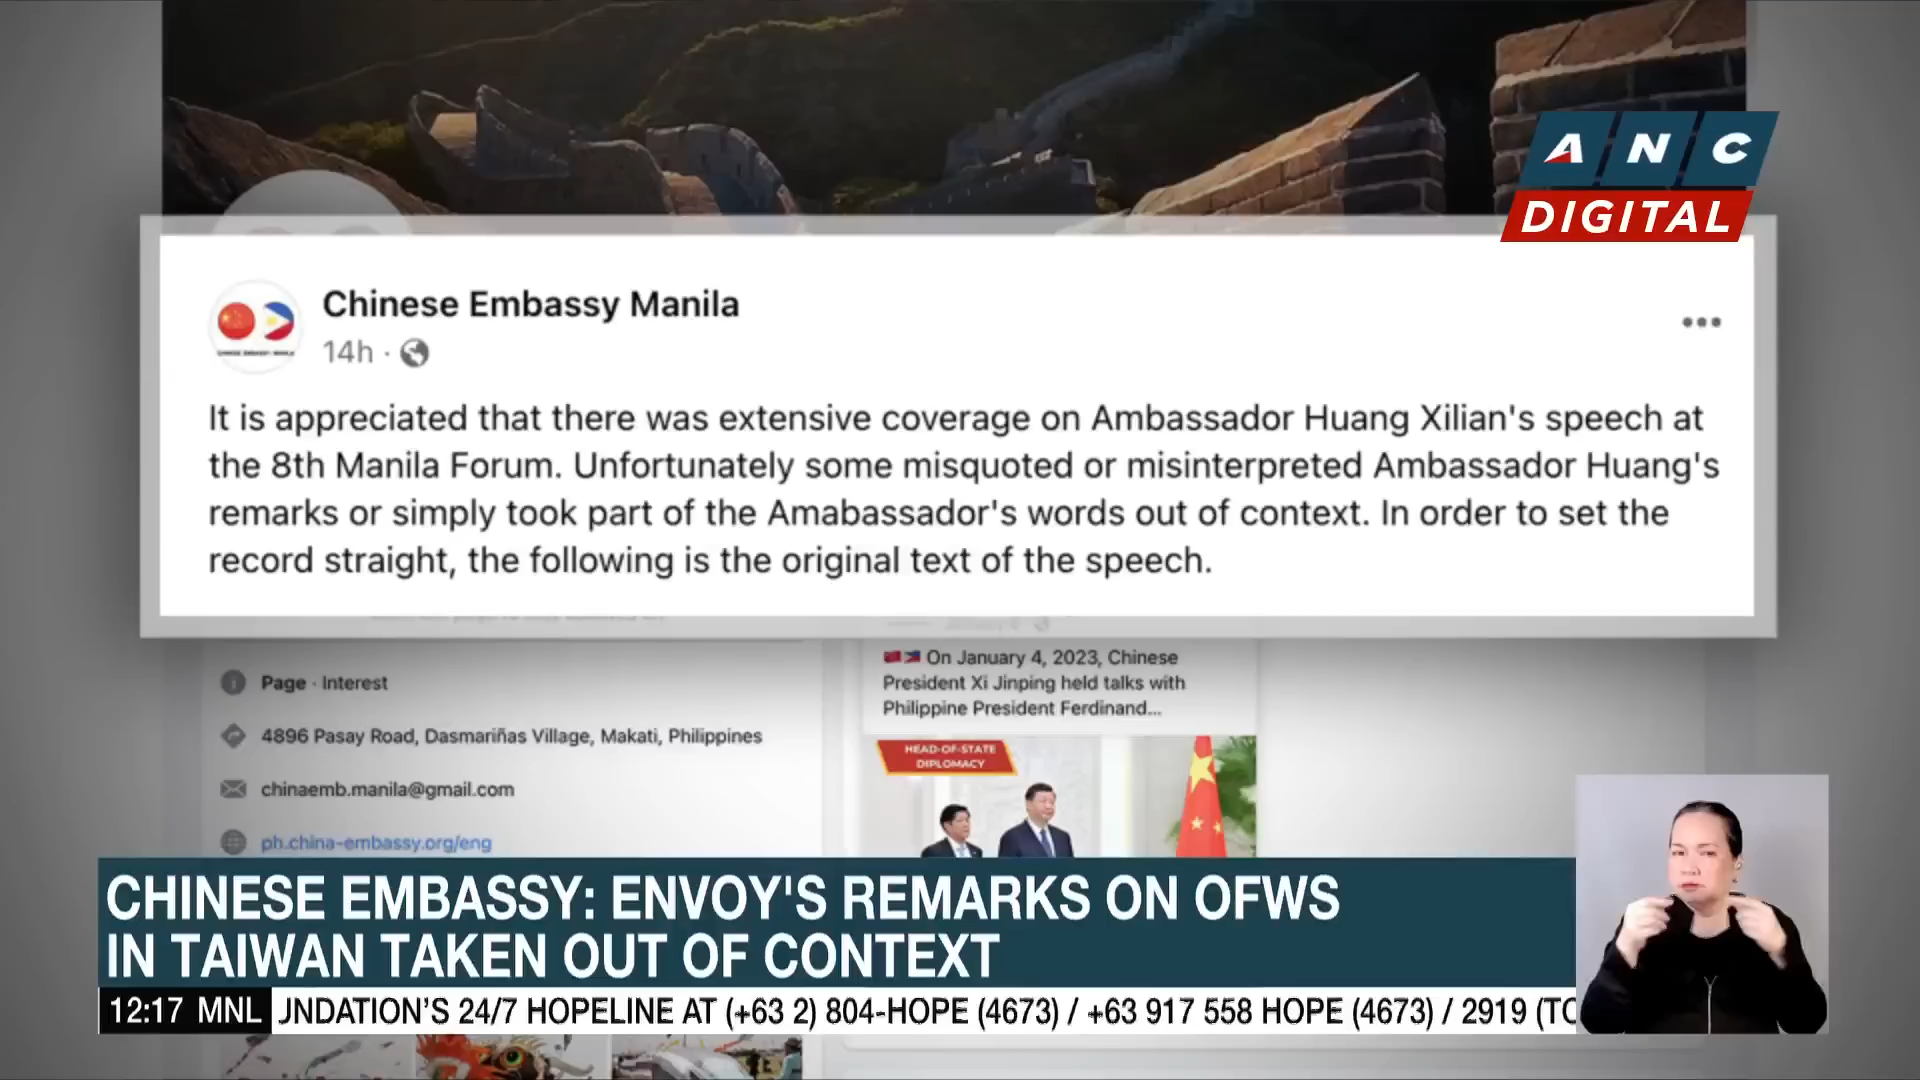 ANC
DIGITAL
Chinese Embassy Manila
14h ·
It is appreciated that there was extensive coverage on Ambassador Huang Xilian's speech at
the 8th Manila Forum. Unfortunately some misquoted or misinterpreted Ambassador Huang's
remarks or simply took part of the Amabassador's words out of context. In order to set the
record straight, the following is the original text of the speech.
Page · Interest
4896 Pasay Road, Dasmariñas Village, Makati, Philippines
chinaemb.manila@gmail.com
ph.china-embassy.org/eng
On January 4, 2023, Chinese
President Xi Jinping held talks with
Philippine President Ferdinand...
HEAD-OF-STATE
DIPLOMACY
CHINESE EMBASSY: ENVOY'S REMARKS ON OFWS
IN TAIWAN TAKEN OUT OF CONTEXT
12:17 MNL
JNDATION'S 24/7 HOPELINE AT (+63 2) 804-HOPE (4673) / +63 917 558 HOPE (4673) / 2919 (TO